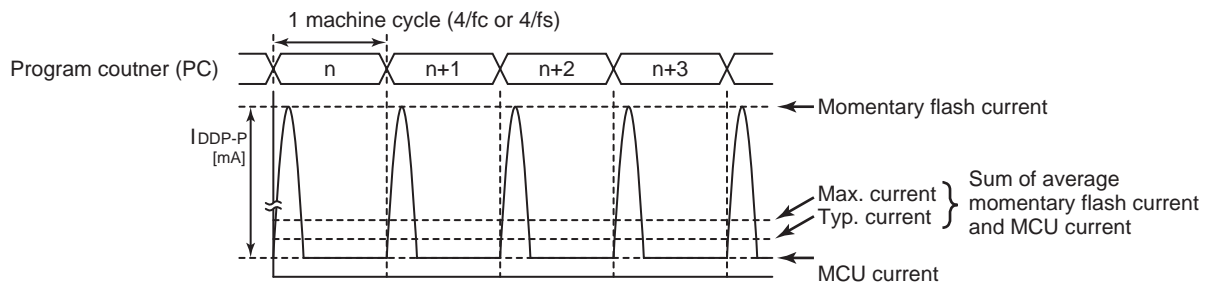 1 machine cycle (4/fc or 4/fs)
Program coutner (PC)
n
n+1
n+2
n+3
Momentary flash current
IDDP-P
[mA]
Max. current
Typ. current
Sum of average
momentary flash current
and MCU current
MCU current